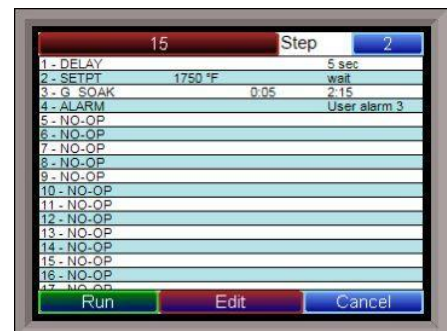 15 Step 2
1 - DELAY 5 sec
2 - SETPT 1750 °F wait
3 - G_SOAK 0:05 2:15
4 - ALARM User alarm 3
5 - NO-OP
6 - NO-OP
7 - NO-OP
8 - NO-OP
9 - NO-OP
10 - NO-OP
11 - NO-OP
12 - NO-OP
13 - NO-OP
14 - NO-OP
15 - NO-OP
16 - NO-OP
17 - NO-OP
Run Edit Cancel